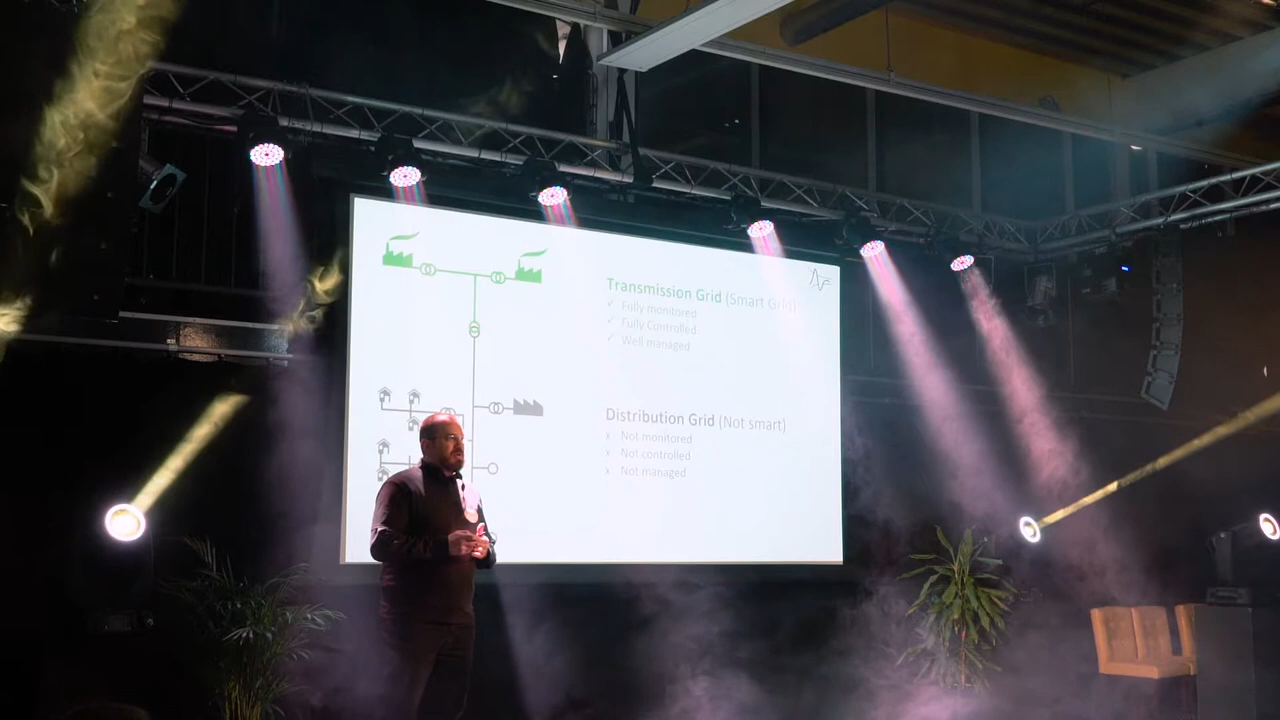 Transmission Grid (Smart Grid)
✓ Fully monitored
✓ Fully Controlled
✓ Well managed
Distribution Grid (Not smart)
x Not monitored
x Not controlled
x Not managed